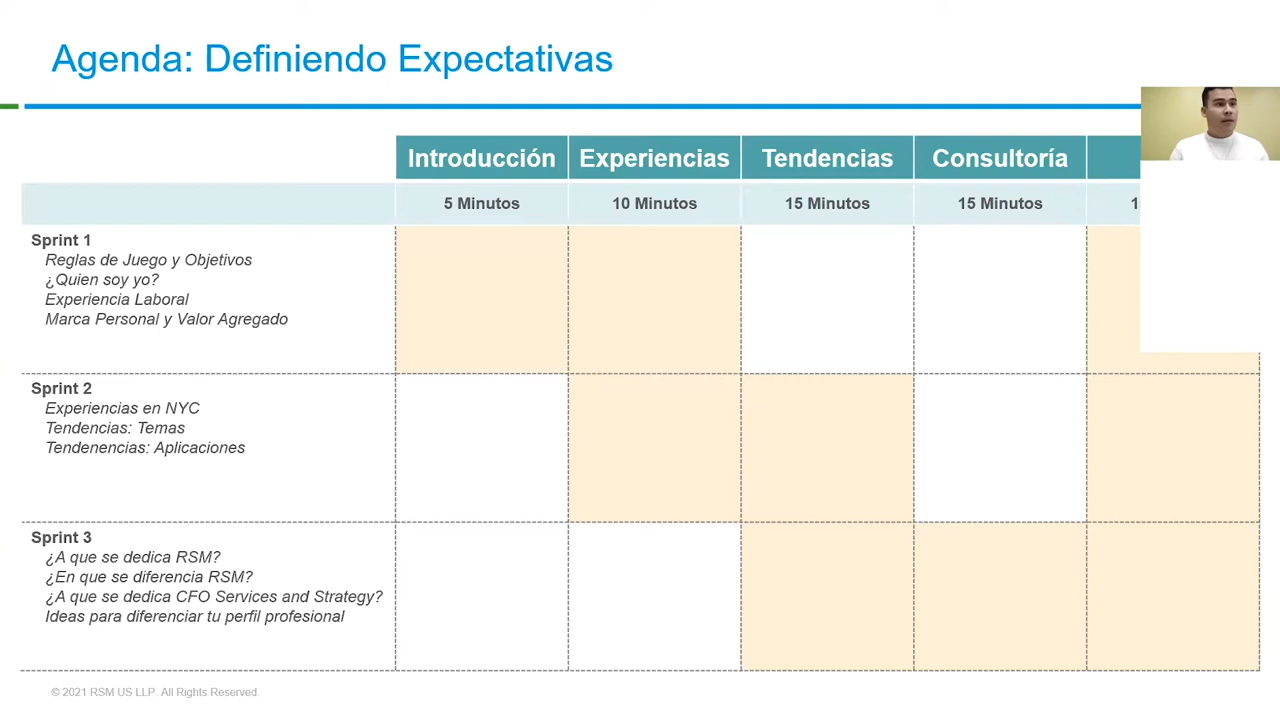 Agenda: Definiendo Expectativas
Introducción Experiencias Tendencias Consultoría
5 Minutos 10 Minutos 15 Minutos 15 Minutos 1
Sprint 1
Reglas de Juego y Objetivos
¿Quien soy yo?
Experiencia Laboral
Marca Personal y Valor Agregado
Sprint 2
Experiencias en NYC
Tendencias: Temas
Tendenencias: Aplicaciones
Sprint 3
¿A que se dedica RSM?
¿En que se diferencia RSM?
¿A que se dedica CFO Services and Strategy?
Ideas para diferenciar tu perfil profesional
© 2021 RSM US LLP. All Rights Reserved.